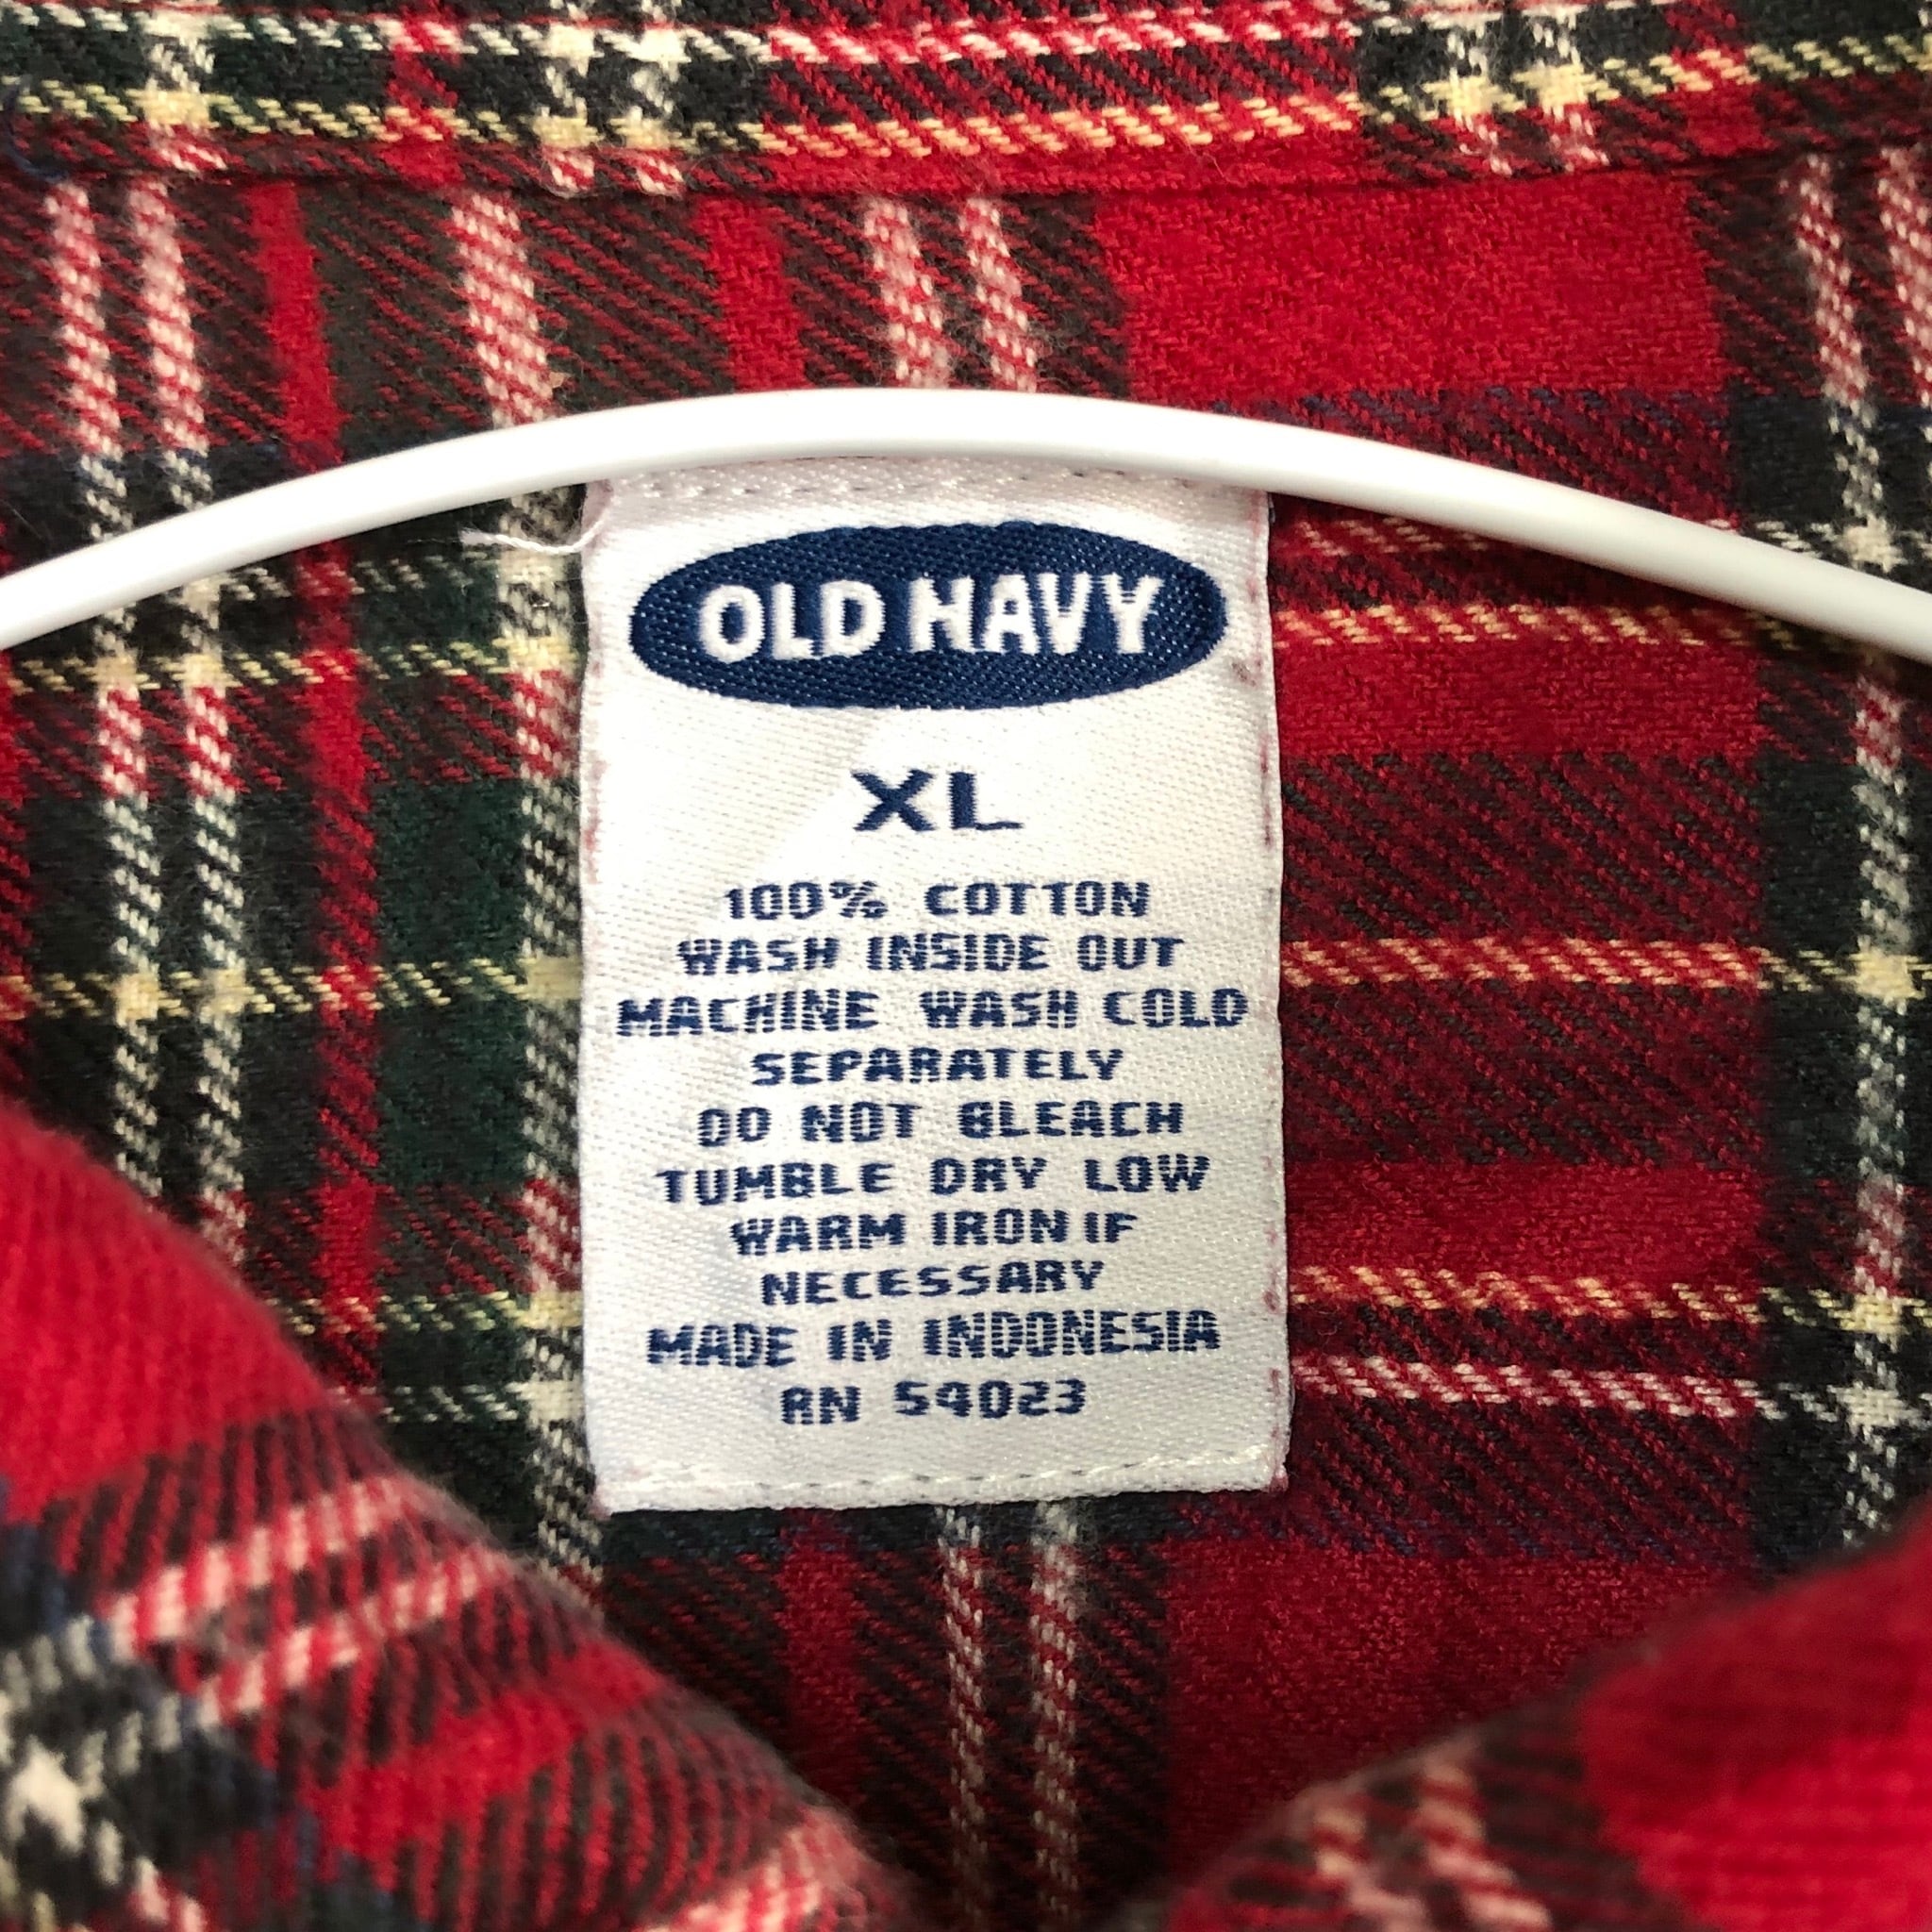 OLD NAVY
XL
100% COTTON
WASH INSIDE OUT
MACHINE WASH COLD
SEPARATELY
DO NOT BLEACH
TUMBLE DRY LOW
WARM IRON IF
NECESSARY
MADE IN INDONESIA
RN 54023